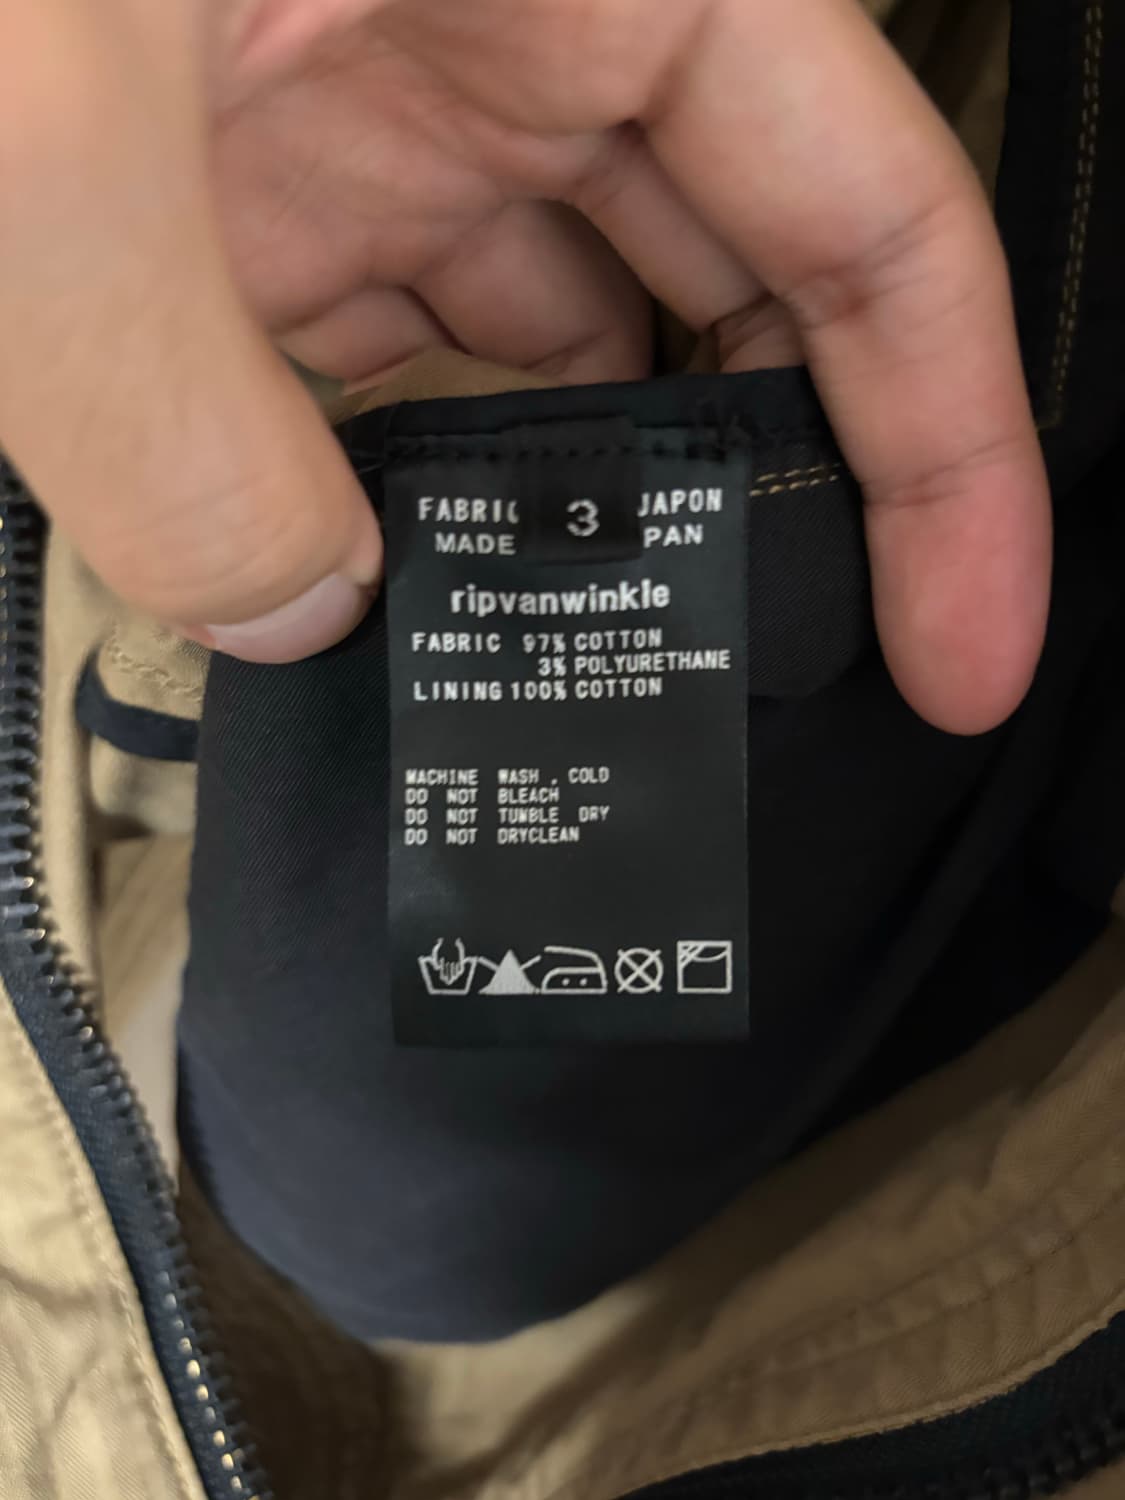 FABRIC 3 JAPON
MADE PAN
ripvanwinkle
FABRIC 97% COTTON
3% POLYURETHANE
LINING 100% COTTON
MACHINE WASH . COLD
DO NOT BLEACH
DO NOT TUMBLE DRY
DO NOT DRYCLEAN